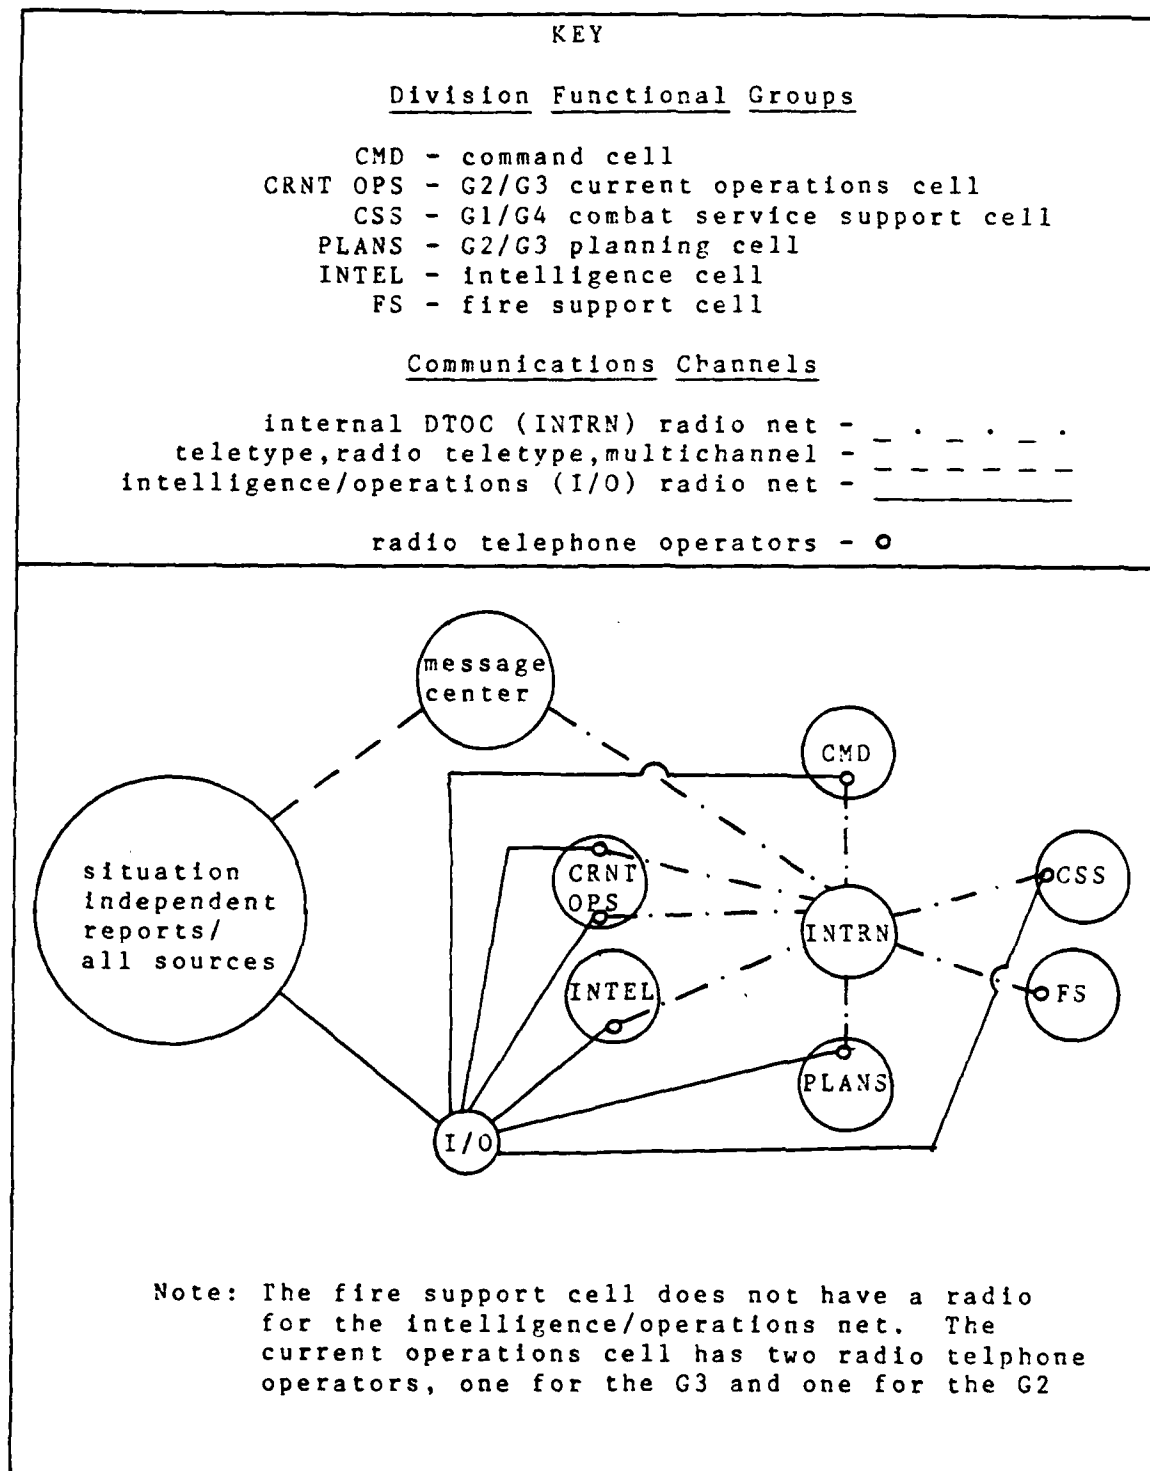 KEY
Division Functional Groups
CMD - command cell
CRNT OPS - G2/G3 current operations cell
CSS - G1/G4 combat service support cell
PLANS - G2/G3 planning cell
INTEL - intelligence cell
FS - fire support cell
Communications Channels
internal DTOC (INTRN) radio net - _ . _ . _ .
teletype,radio teletype,multichannel - _ _ _ _ _ _
intelligence/operations (I/O) radio net - ___________
radio telephone operators - o
message
center
CMD
situation
independent
reports/
all sources
CRNT
OPS
CSS
INTRN
INTEL
FS
PLANS
I/O
Note: The fire support cell does not have a radio
for the intelligence/operations net. The
current operations cell has two radio telphone
operators, one for the G3 and one for the G2